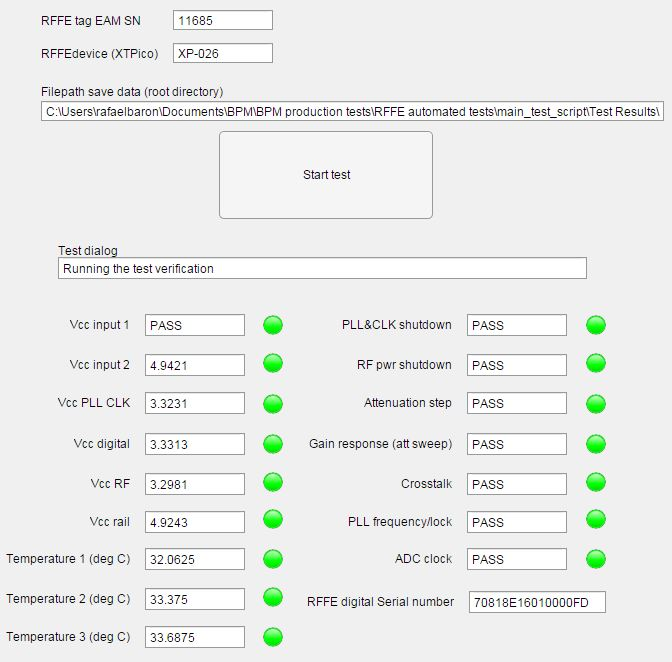 RFFE tag EAM SN 11685
RFFEdevice (XTPico) XP-026
Filepath save data (root directory)
C:\Users\rafaelbaron\Documents\BPM\BPM production tests\RFFE automated tests\main_test_script\Test Results\
Start test
Test dialog
Running the test verification
Vcc input 1 PASS PLL&CLK shutdown PASS
Vcc input 2 4.9421 RF pwr shutdown PASS
Vcc PLL CLK 3.3231 Attenuation step PASS
Vcc digital 3.3313 Gain response (att sweep) PASS
Vcc RF 3.2981 Crosstalk PASS
Vcc rail 4.9243 PLL frequency/lock PASS
Temperature 1 (deg C) 32.0625 ADC clock PASS
Temperature 2 (deg C) 33.375 RFFE digital Serial number 70818E16010000FD
Temperature 3 (deg C) 33.6875